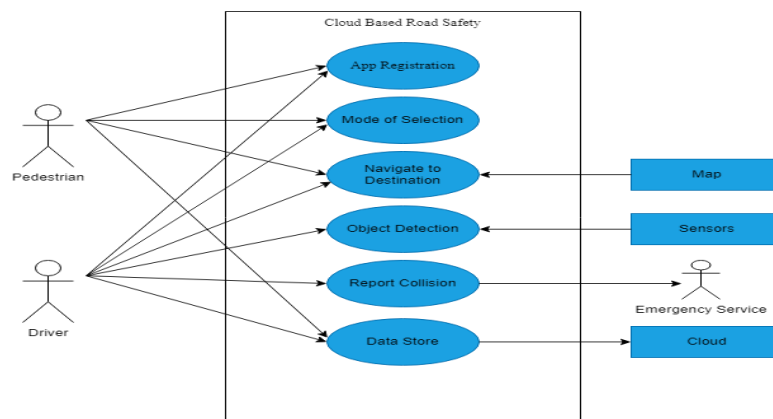 Cloud Based Road Safety
App Registration
Mode of Selection
Pedestrian
Navigate to
Destination
Map
Object Detection
Sensors
Report Collision
Emergency Service
Driver
Data Store
Cloud